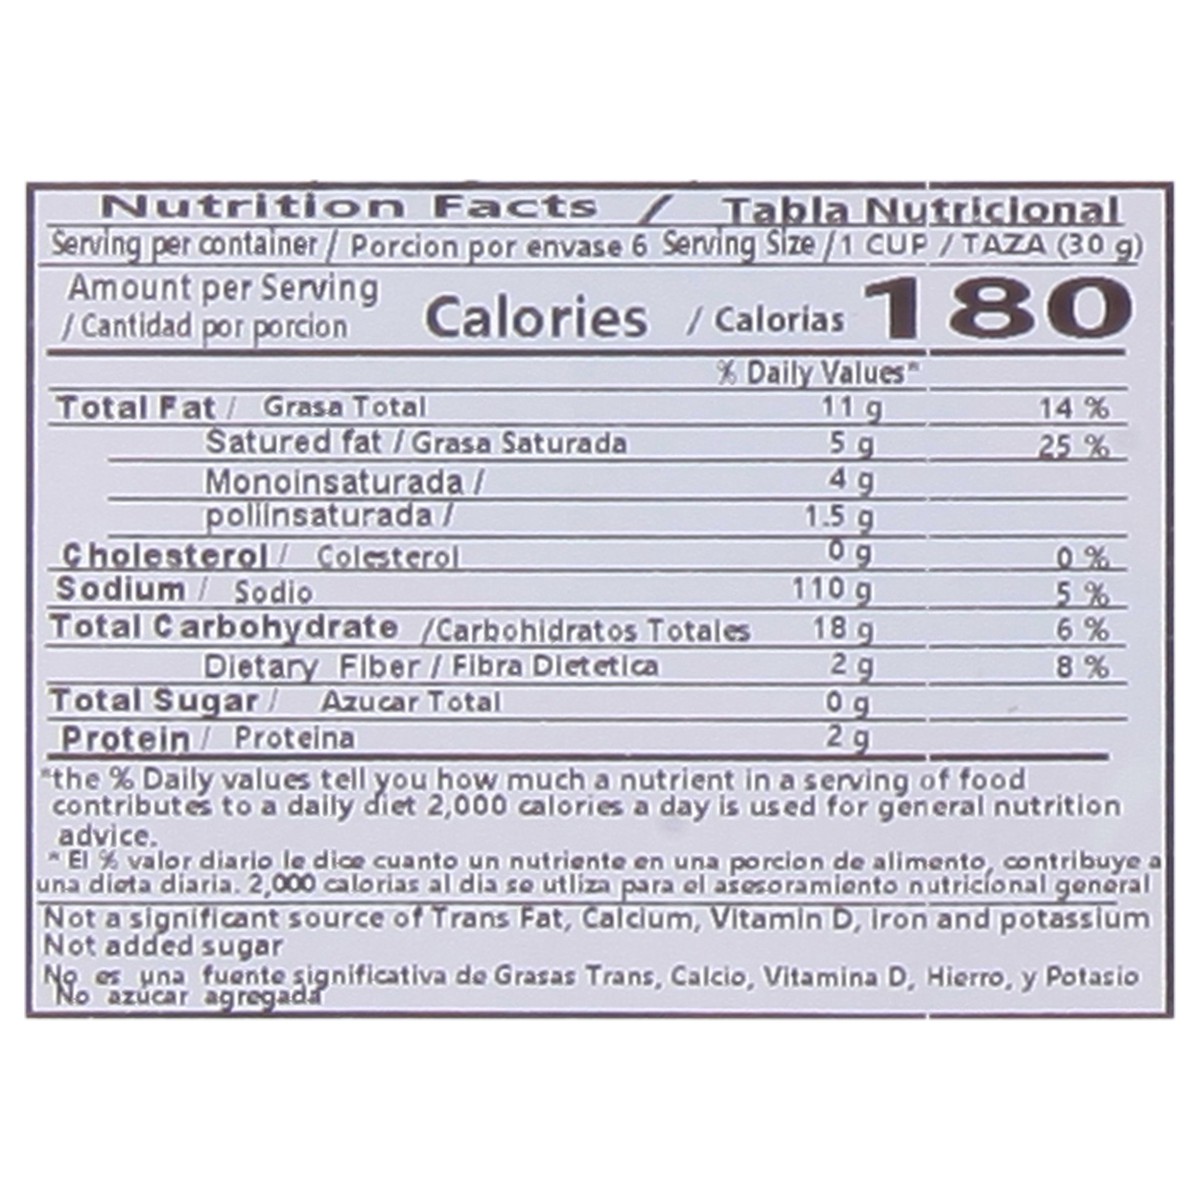 Nutrition Facts / Tabla Nutricional
Serving per container / Porcion por envase 6 Serving Size / 1 CUP / TAZA (30 g)
Amount per Serving
/ Cantidad por porcion
Calories / Calorias 180
% Daily Values*
Total Fat / Grasa Total 11 g 14 %
Satured fat / Grasa Saturada 5 g 25 %
Monoinsaturada / 4 g
poliinsaturada / 1.5 g
Cholesterol / Colesterol 0 g 0 %
Sodium / Sodio 110 g 5 %
Total Carbohydrate / Carbohidratos Totales 18 g 6 %
Dietary Fiber / Fibra Dietetica 2 g 8 %
Total Sugar / Azucar Total 0 g
Protein / Proteina 2 g
*the % Daily values tell you how much a nutrient in a serving of food
contributes to a daily diet 2,000 calories a day is used for general nutrition
advice.
* El % valor diario le dice cuanto un nutriente en una porcion de alimento, contribuye a
una dieta diaria. 2,000 calorias al dia se utliza para el asesoramiento nutricional general
Not a significant source of Trans Fat, Calcium, Vitamin D, Iron and potassium
Not added sugar
No es una fuente significativa de Grasas Trans, Calcio, Vitamina D, Hierro, y Potasio
No azucar agregada